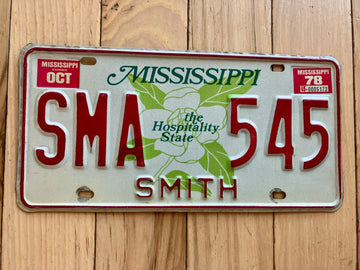 MISSISSIPPI
OCT
MISSISSIPPI
MISSISSIPPI
78
SMA 545
the
Hospitality
State
SMITH